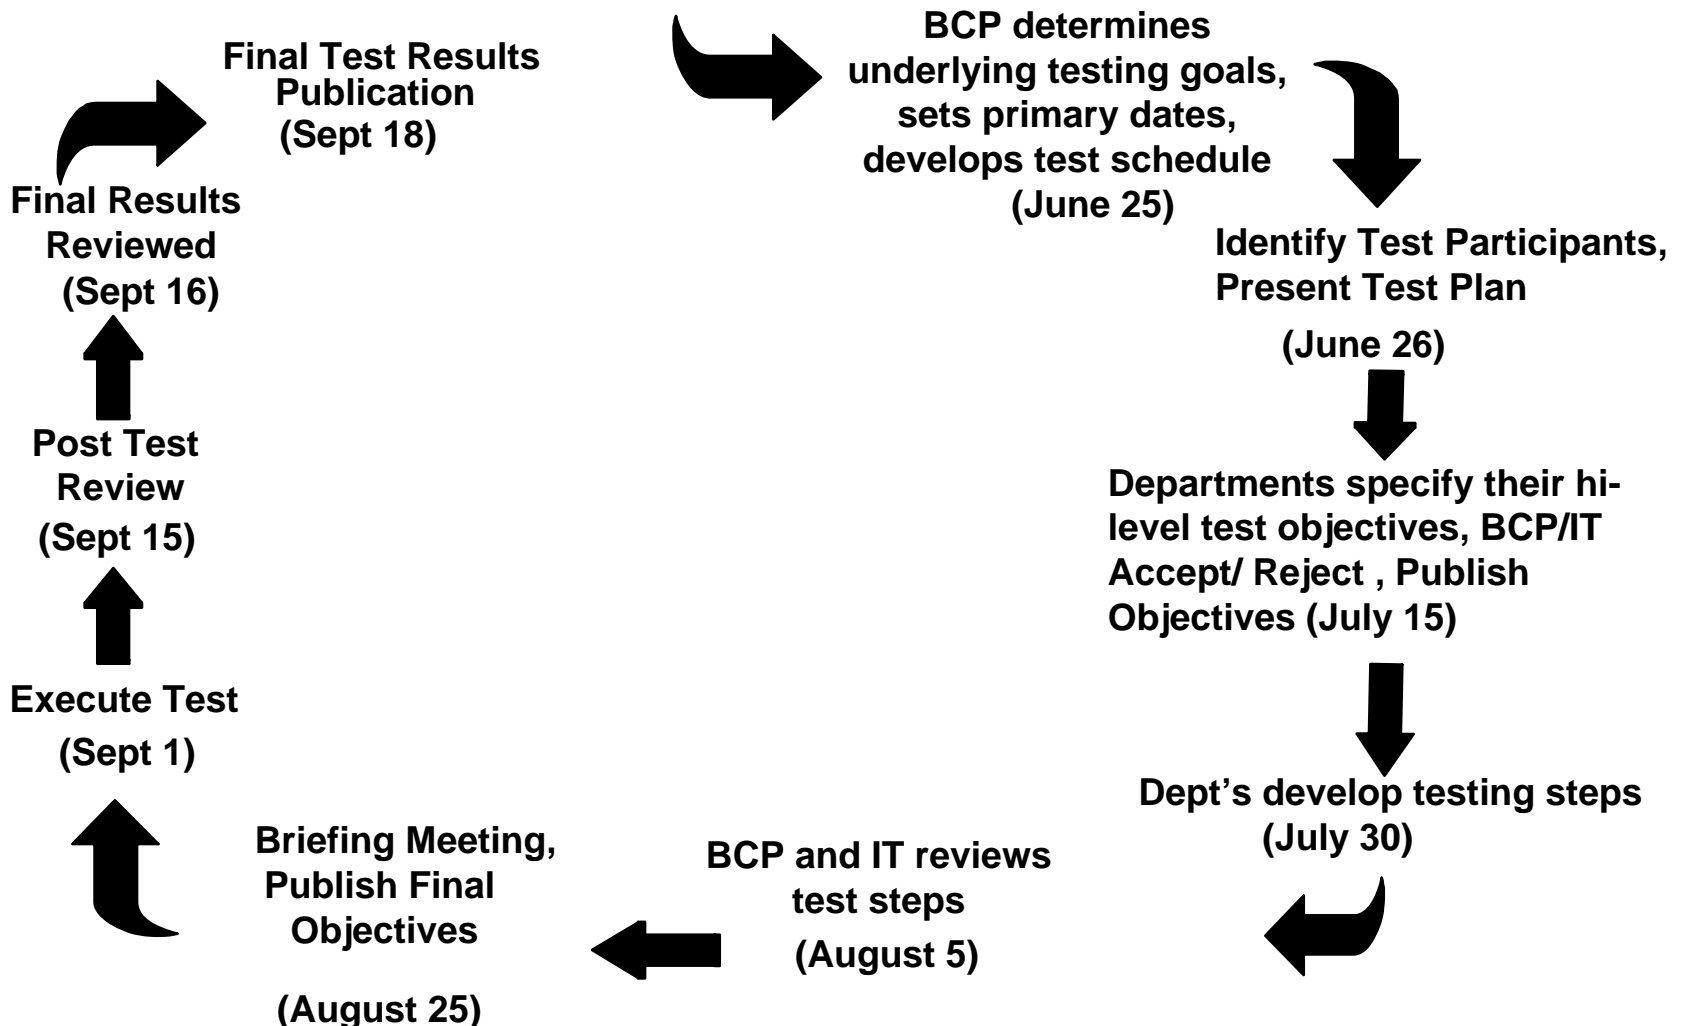 BCP determines
underlying testing goals,
sets primary dates,
develops test schedule
(June 25)
Identify Test Participants,
Present Test Plan
(June 26)
Departments specify their hi-
level test objectives, BCP/IT
Accept/ Reject , Publish
Objectives (July 15)
Dept’s develop testing steps
(July 30)
BCP and IT reviews
test steps
(August 5)
Briefing Meeting,
Publish Final
Objectives
(August 25)
Execute Test
(Sept 1)
Post Test
Review
(Sept 15)
Final Results
Reviewed
(Sept 16)
Final Test Results
Publication
(Sept 18)